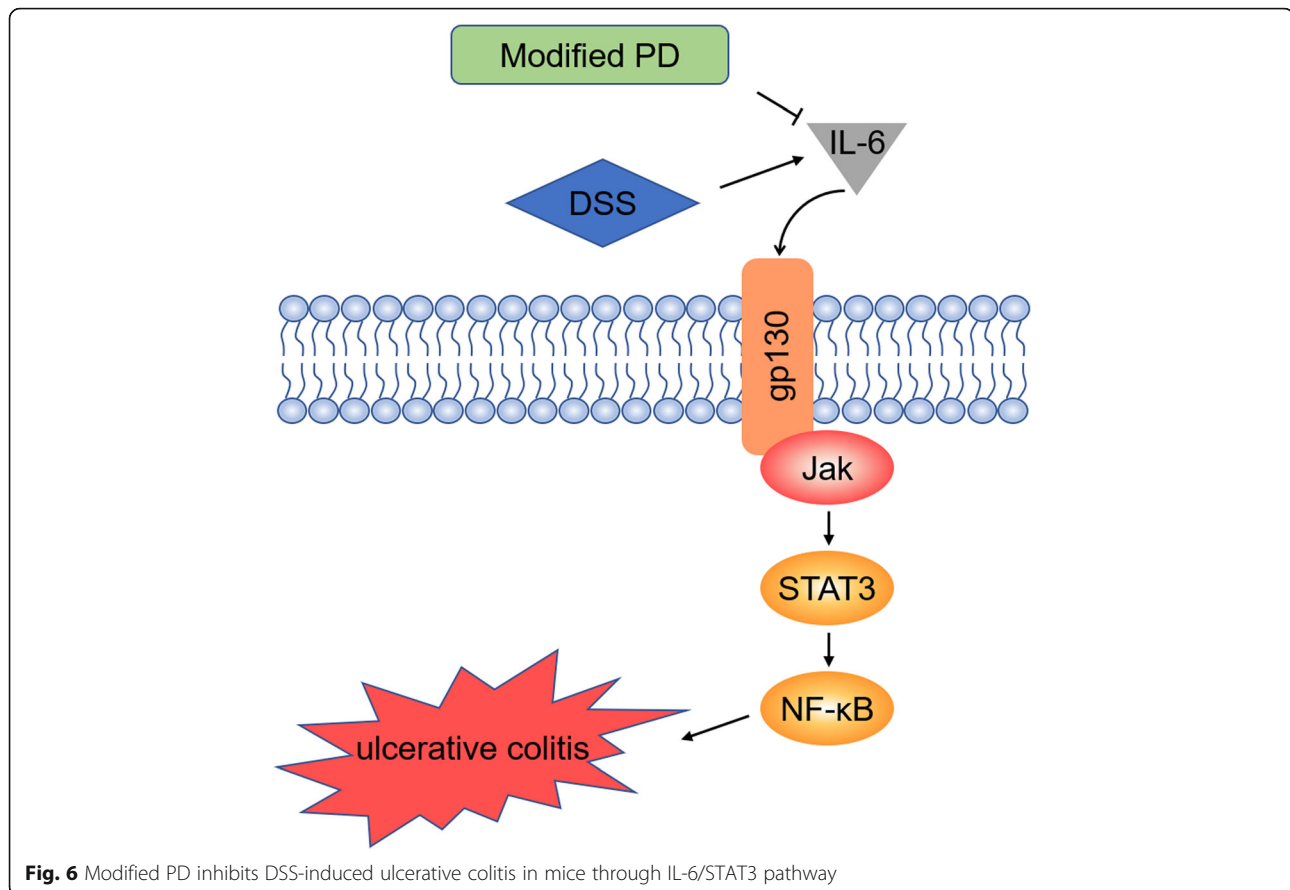 Modified PD
IL-6
DSS
gp130
Jak
STAT3
NF-κB
ulcerative colitis
Fig. 6 Modified PD inhibits DSS-induced ulcerative colitis in mice through IL-6/STAT3 pathway